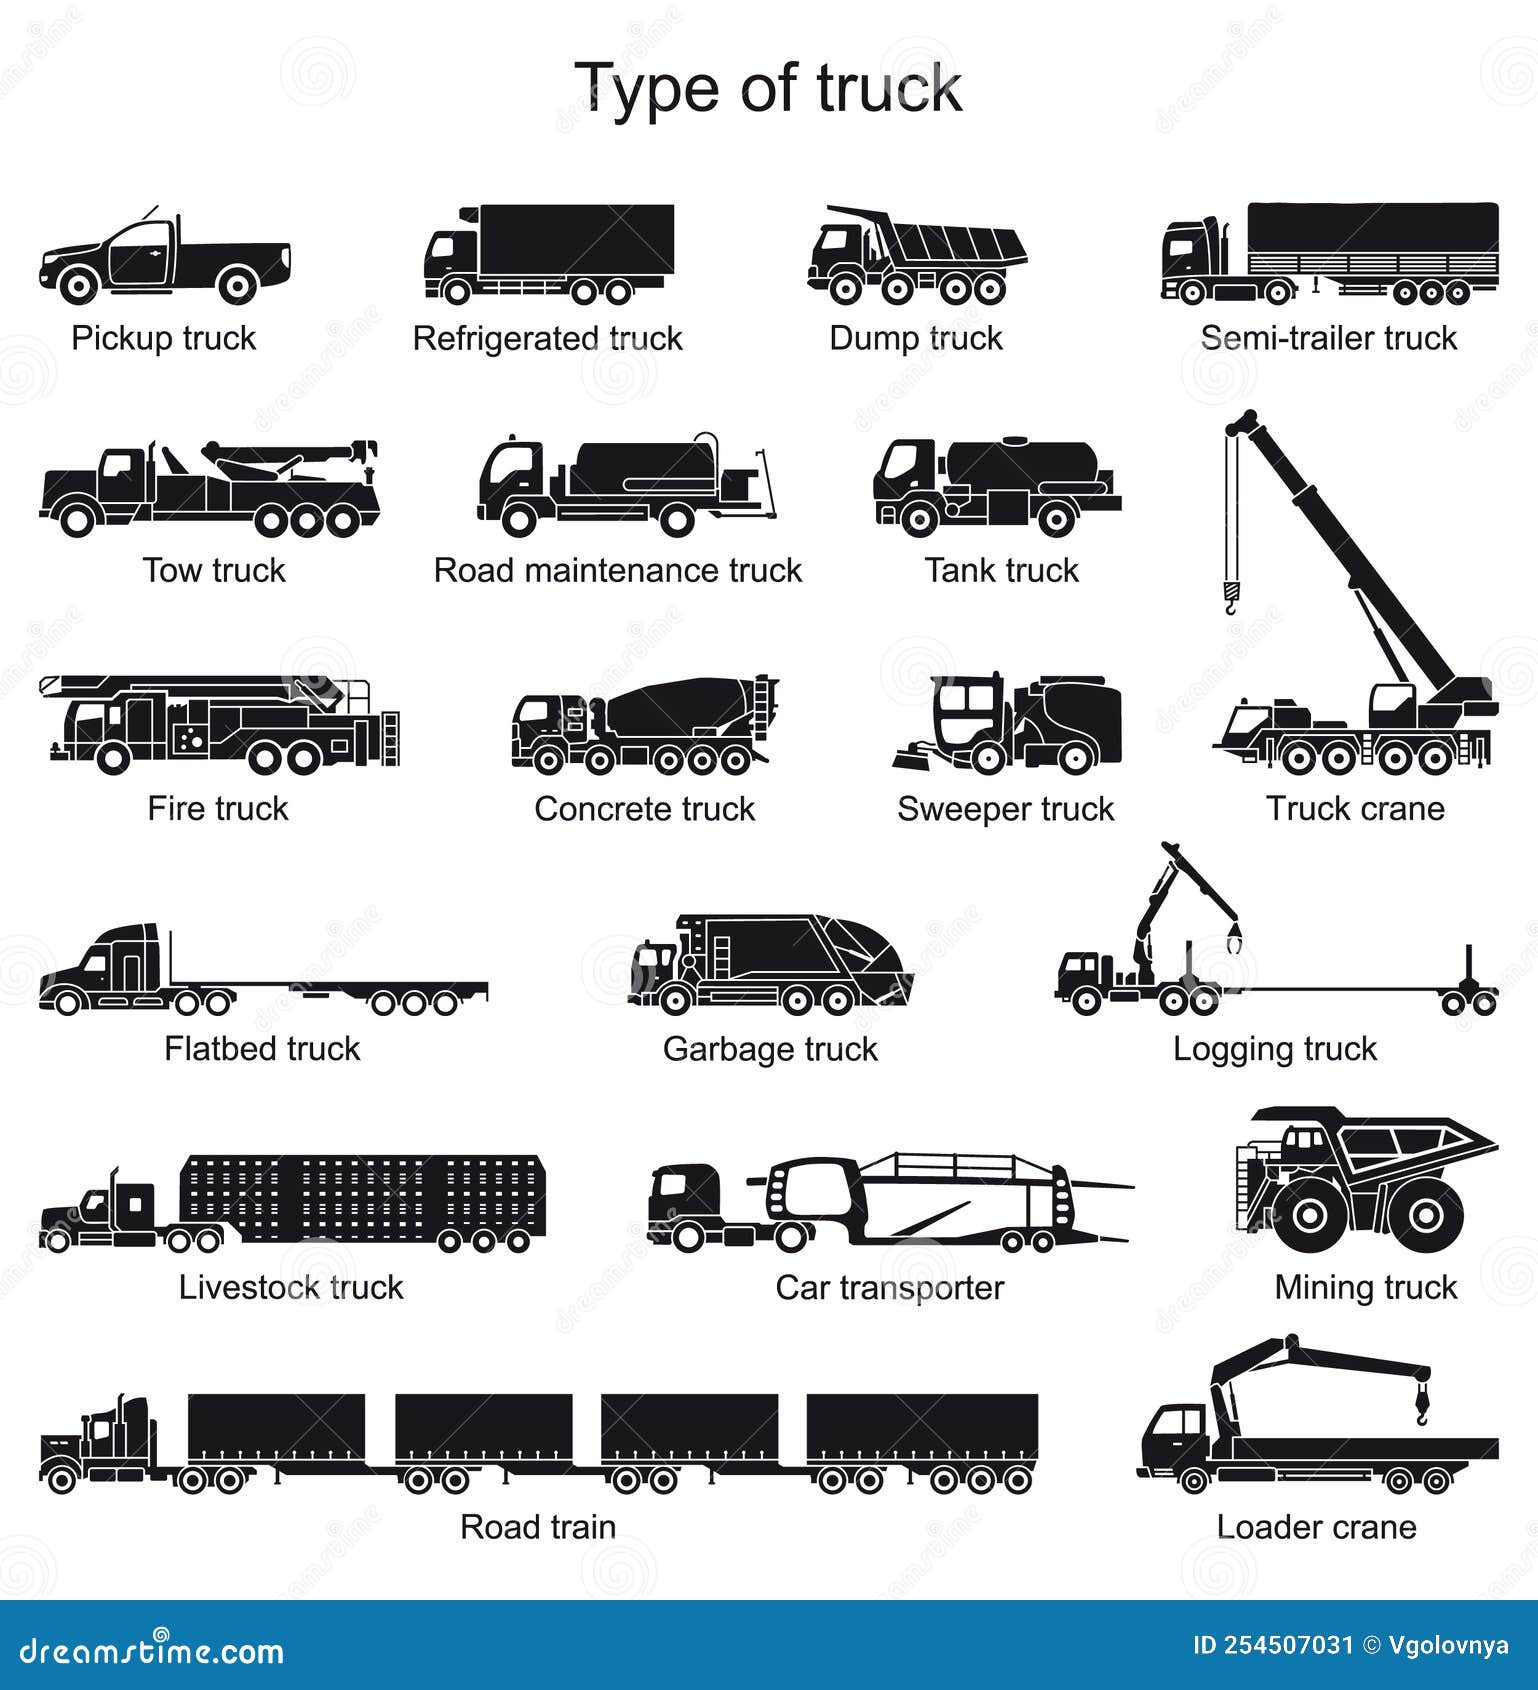 Type of truck
Pickup truck
Refrigerated truck
Dump truck
Semi-trailer truck
Tow truck
Road maintenance truck
Tank truck
Fire truck
Concrete truck
Sweeper truck
Truck crane
Flatbed truck
Garbage truck
Logging truck
Livestock truck
Car transporter
Mining truck
Road train
Loader crane
dreamstime.com
ID 254507031 © Vgolovnya